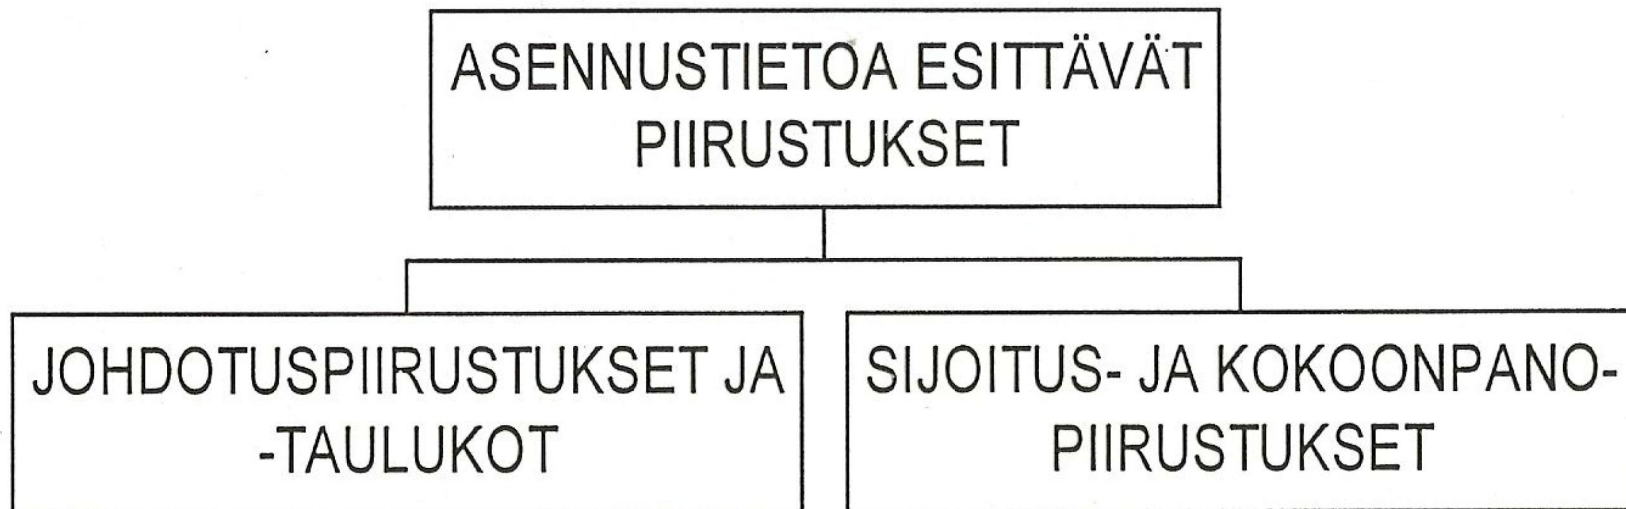 ASENNUSTIETOA ESITTÄVÄT
PIIRUSTUKSET
JOHDOTUSPIIRUSTUKSET JA
-TAULUKOT
SIJOITUS- JA KOKOONPANO-
PIIRUSTUKSET